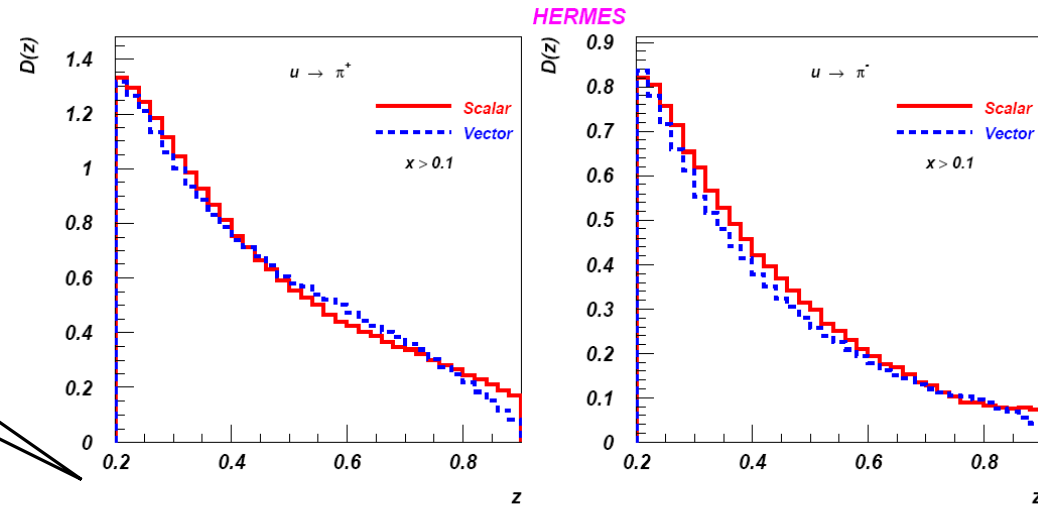 HERMES
D(z)
u → π⁺
Scalar
Vector
x > 0.1
1.4
1.2
1
0.8
0.6
0.4
0.2
0
0.2 0.4 0.6 0.8
z
D(z)
u → π⁻
Scalar
Vector
x > 0.1
0.9
0.8
0.7
0.6
0.5
0.4
0.3
0.2
0.1
0
0.2 0.4 0.6 0.8
z